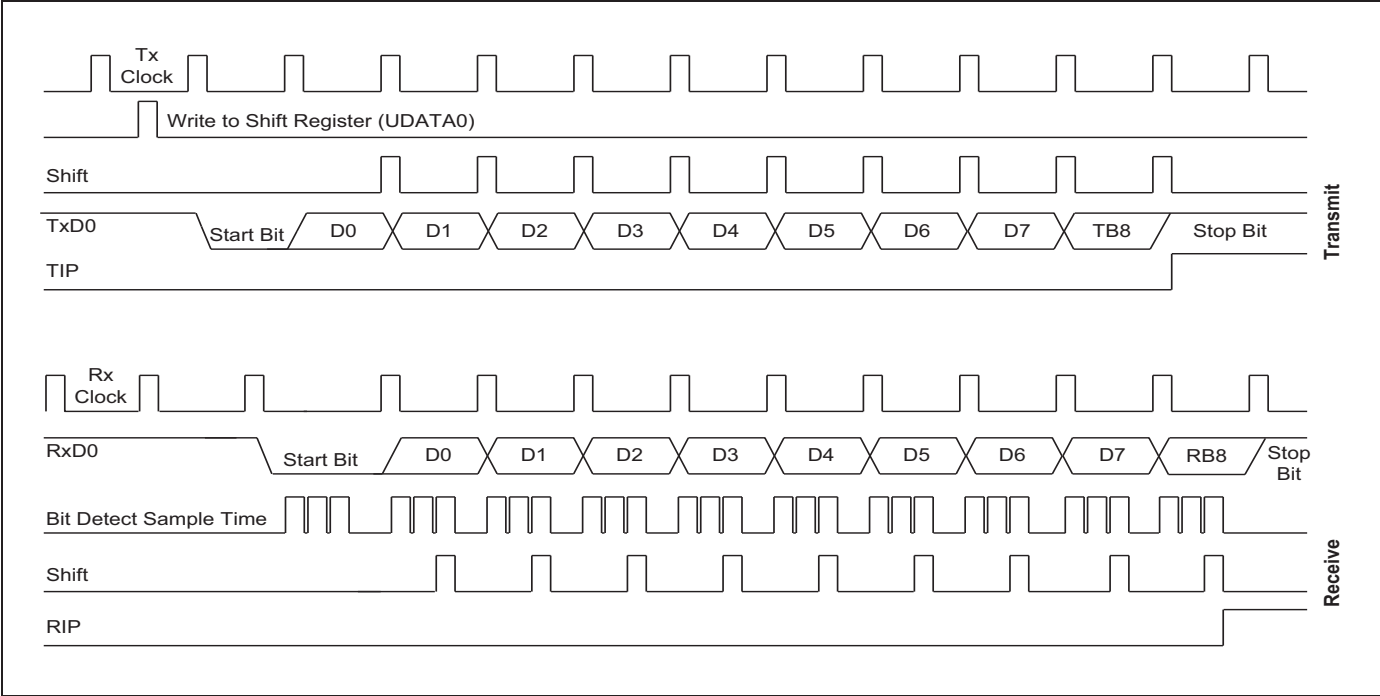 Tx
Clock
Write to Shift Register (UDATA0)
Shift
TxD0
Start Bit D0 D1 D2 D3 D4 D5 D6 D7 TB8 Stop Bit
TIP
Transmit
Rx
Clock
RxD0
Start Bit D0 D1 D2 D3 D4 D5 D6 D7 RB8 Stop
Bit
Bit Detect Sample Time
Shift
RIP
Receive